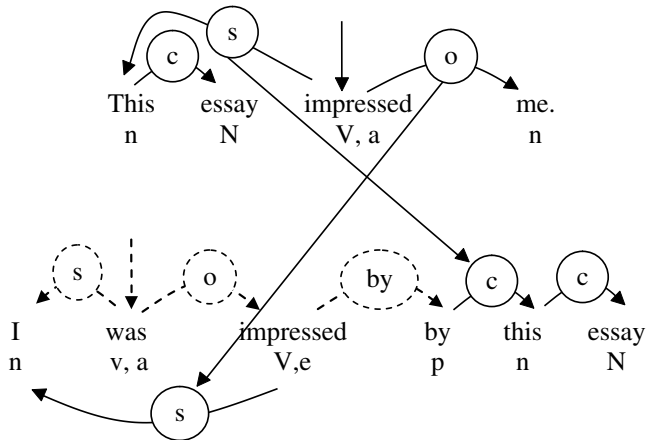 s
c
o
This essay impressed me.
n N V, a n
s
o
by
c
c
I was impressed by this essay
n v, a V,e p n N
s